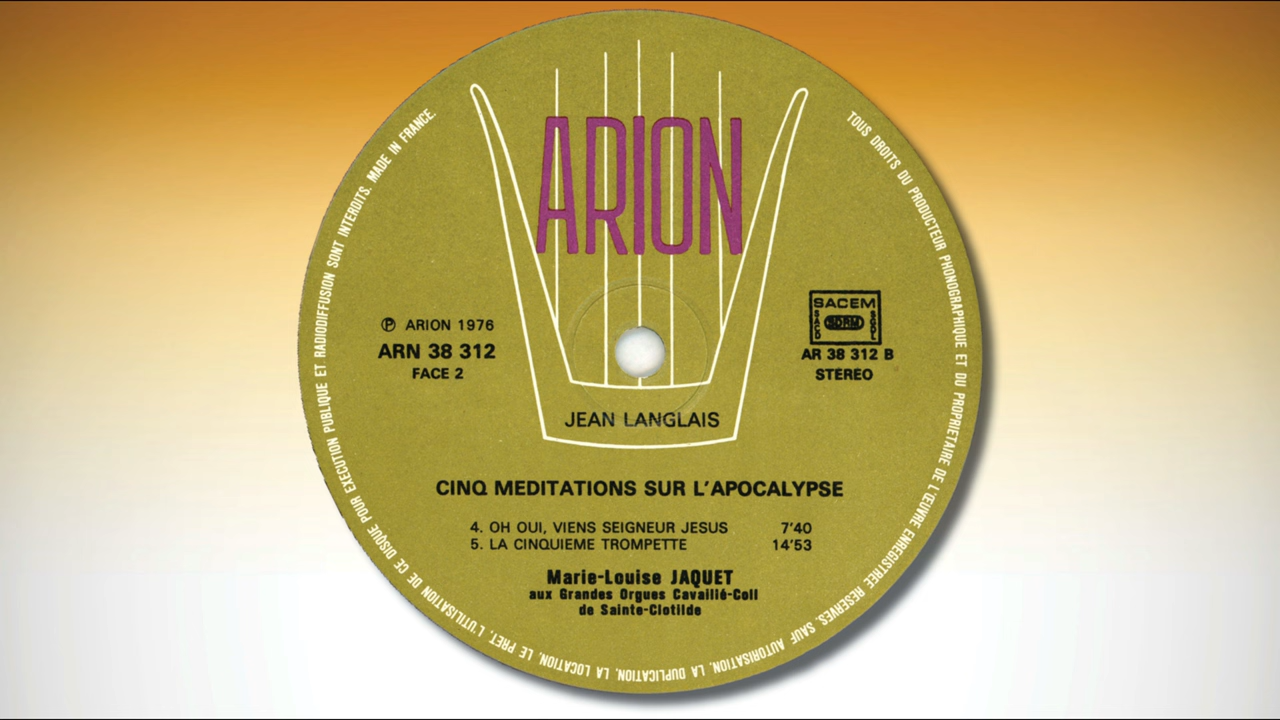 ARION
TOUS DROITS DU PRODUCTEUR PHONOGRAPHIQUE ET DU PROPRIETAIRE DE L'ŒUVRE ENREGISTREE RESERVES. SAUF AUTORISATION, LA DUPLICATION, LA LOCATION, LE PRET, L'UTILISATION DE CE DISQUE POUR EXECUTION PUBLIQUE ET RADIODIFFUSION SONT INTERDITS. MADE IN FRANCE.
℗ ARION 1976
ARN 38 312
FACE 2
SACEM
SACD SDRM SGDL
AR 38 312 B
STEREO
JEAN LANGLAIS
CINQ MEDITATIONS SUR L'APOCALYPSE
4. OH OUI, VIENS SEIGNEUR JESUS 7'40
5. LA CINQUIEME TROMPETTE 14'53
Marie-Louise JAQUET
aux Grandes Orgues Cavaillé-Coll
de Sainte-Clotilde